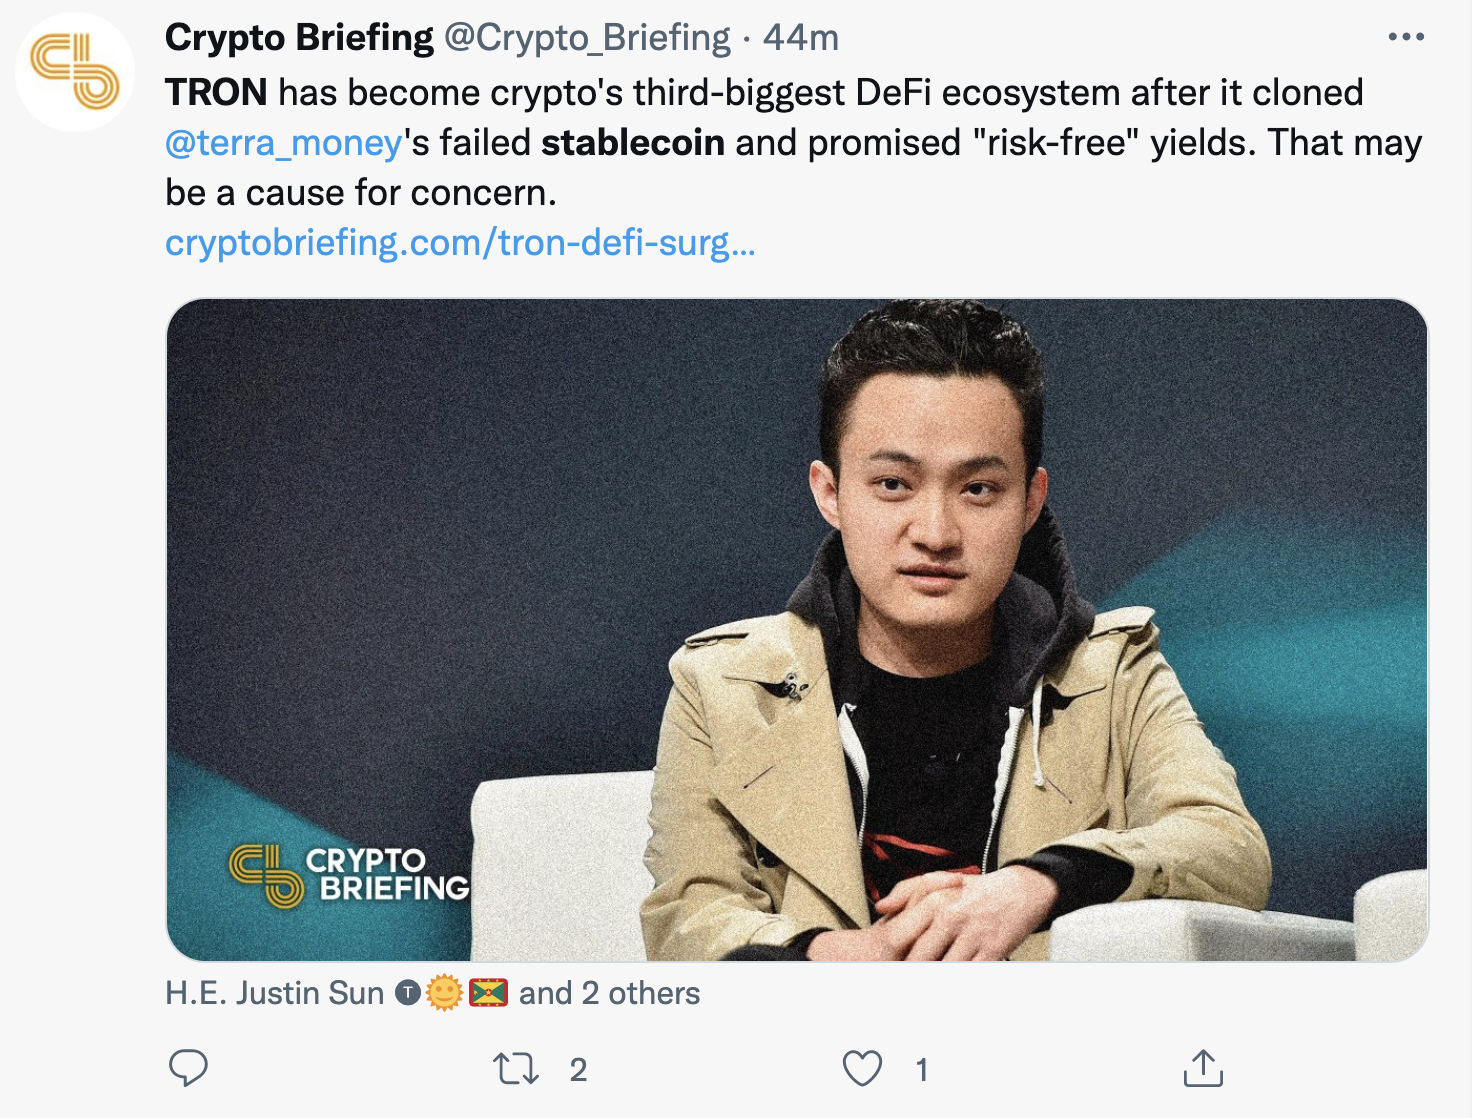 Crypto Briefing @Crypto_Briefing · 44m
TRON has become crypto's third-biggest DeFi ecosystem after it cloned
@terra_money's failed stablecoin and promised "risk-free" yields. That may
be a cause for concern.
cryptobriefing.com/tron-defi-surg...
CRYPTO
BRIEFING
H.E. Justin Sun T🌞🇬🇩 and 2 others
2 1